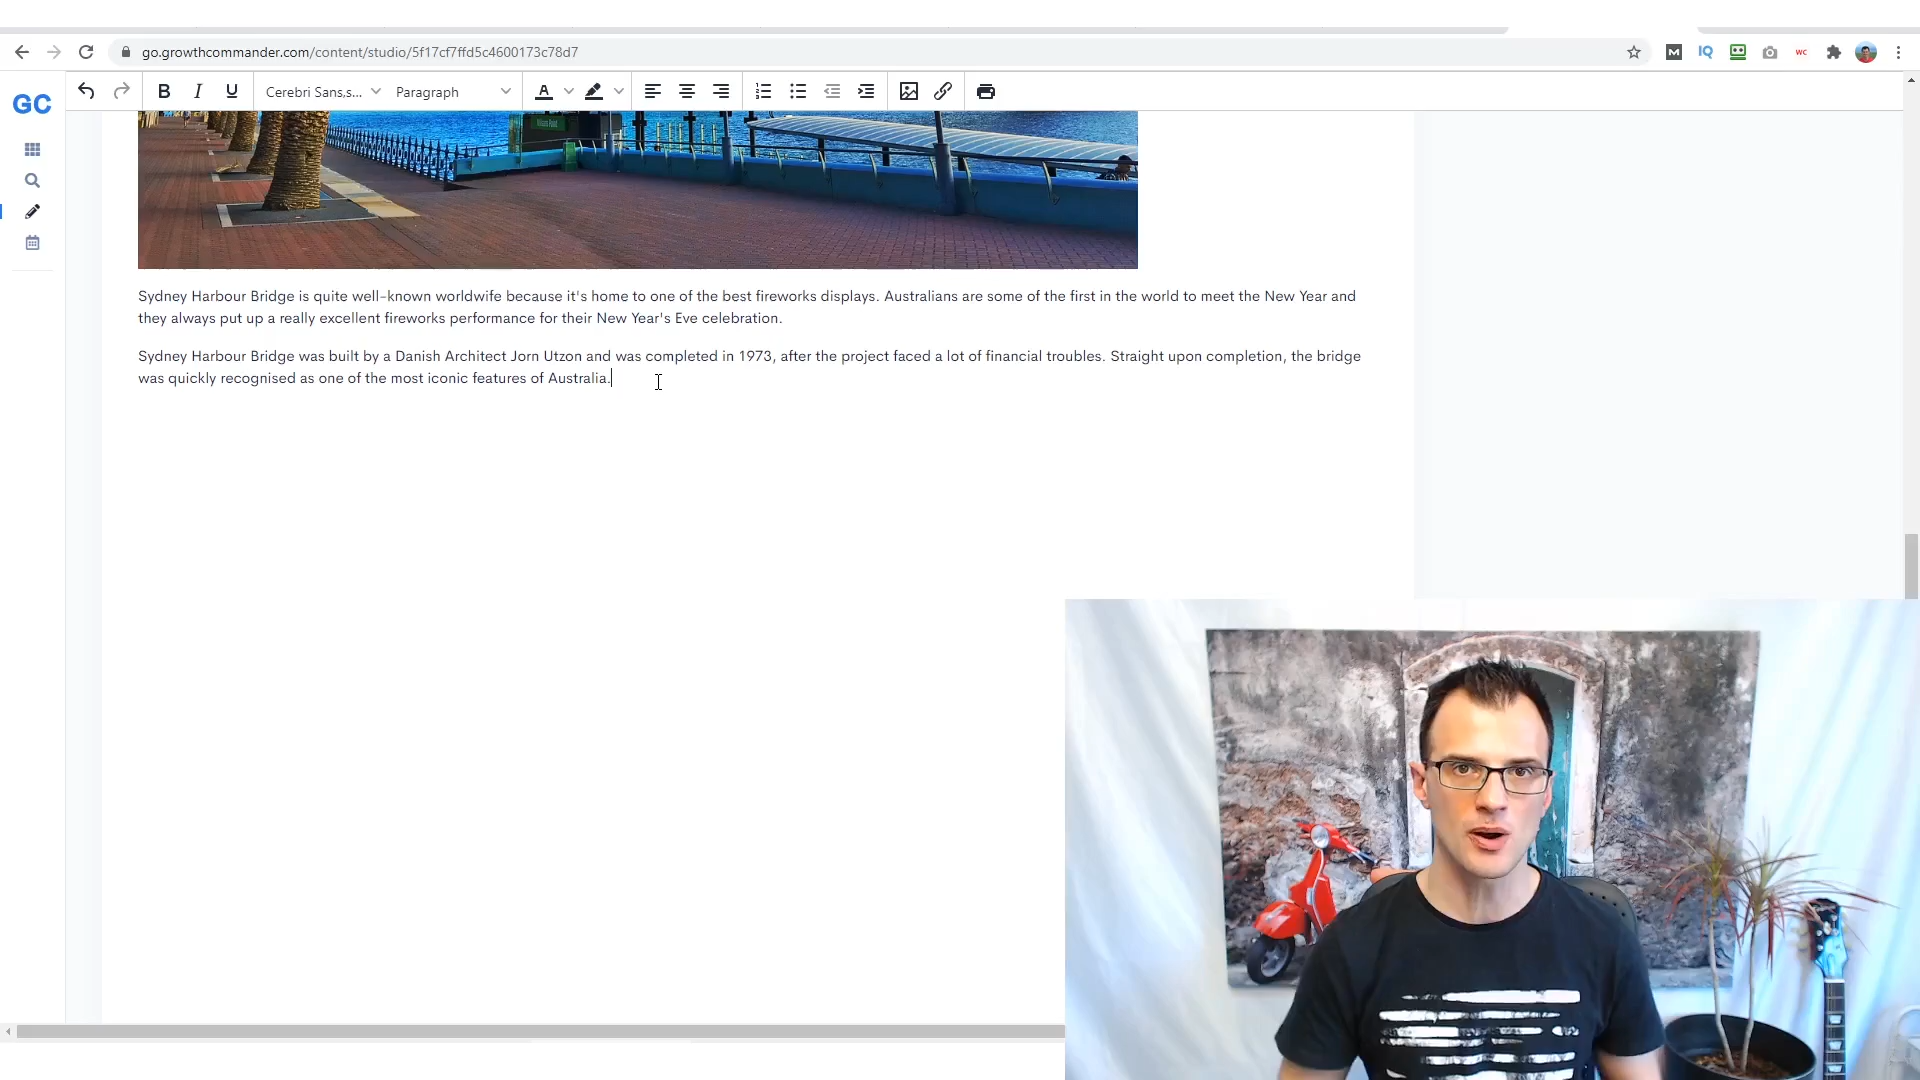 go.growthcommander.com/content/studio/5f17cf7ffd5c4600173c78d7
M
IQ
WC
GC
B
I
U
Cerebri Sans,s...
Paragraph
A
Sydney Harbour Bridge is quite well-known worldwife because it's home to one of the best fireworks displays. Australians are some of the first in the world to meet the New Year and
they always put up a really excellent fireworks performance for their New Year's Eve celebration.
Sydney Harbour Bridge was built by a Danish Architect Jorn Utzon and was completed in 1973, after the project faced a lot of financial troubles. Straight upon completion, the bridge
was quickly recognised as one of the most iconic features of Australia.